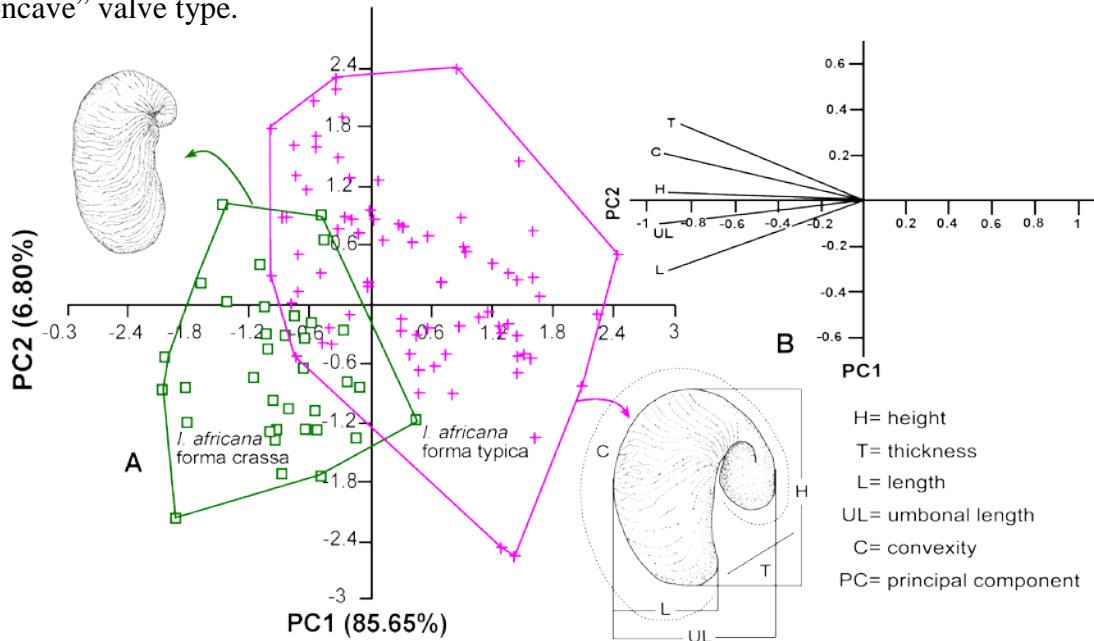 oncave” valve type.
2.4
1.8
1.2
0.6
-0.3
-2.4
-1.8
-1.2
-0.6
0.6
1.2
1.8
2.4
3
-0.6
-1.2
-1.8
-2.4
-3
PC2 (6.80%)
PC1 (85.65%)
A
I. africana
forma crassa
I. africana
forma typica
0.6
0.4
0.2
-0.2
-0.4
-0.6
-1
-0.8
-0.6
-0.4
-0.2
0.2
0.4
0.6
0.8
1
T
C
H
UL
L
PC2
B
PC1
C
H
T
L
UL
H= height
T= thickness
L= length
UL= umbonal length
C= convexity
PC= principal component